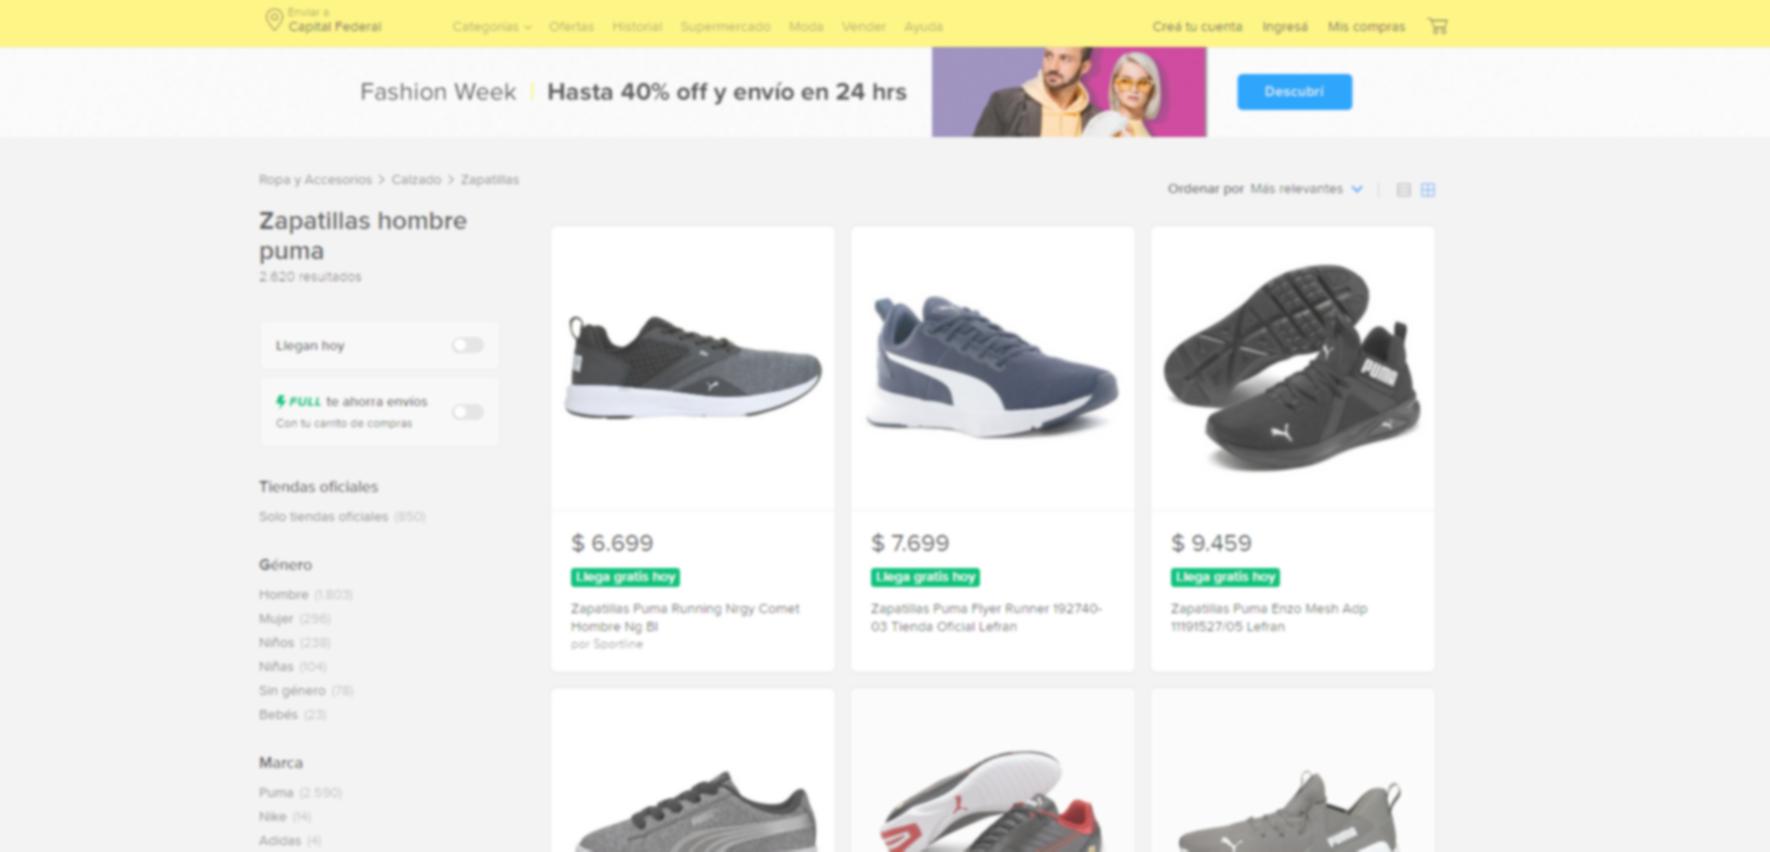 Enviar a
Capital Federal
Categorías
Ofertas
Historial
Supermercado
Moda
Vender
Ayuda
Creá tu cuenta
Ingresá
Mis compras
Fashion Week
Hasta 40% off y envío en 24 hrs
Descubrí
Ropa y Accesorios > Calzado > Zapatillas
Ordenar por Más relevantes
Zapatillas hombre
puma
2.620 resultados
Llegan hoy
FULL te ahorra envíos
Con tu carrito de compras
Tiendas oficiales
Solo tiendas oficiales (850)
Género
Hombre (1.803)
Mujer (296)
Niños (238)
Niñas (104)
Sin género (78)
Bebés (23)
Marca
Puma (2.590)
Nike (14)
Adidas (4)
$ 6.699
Llega gratis hoy
Zapatillas Puma Running Nrgy Comet
Hombre Ng Bl
por Sportline
$ 7.699
Llega gratis hoy
Zapatillas Puma Flyer Runner 192740-
03 Tienda Oficial Lefran
PUMA
$ 9.459
Llega gratis hoy
Zapatillas Puma Enzo Mesh Adp
11191527/05 Lefran
PUMA